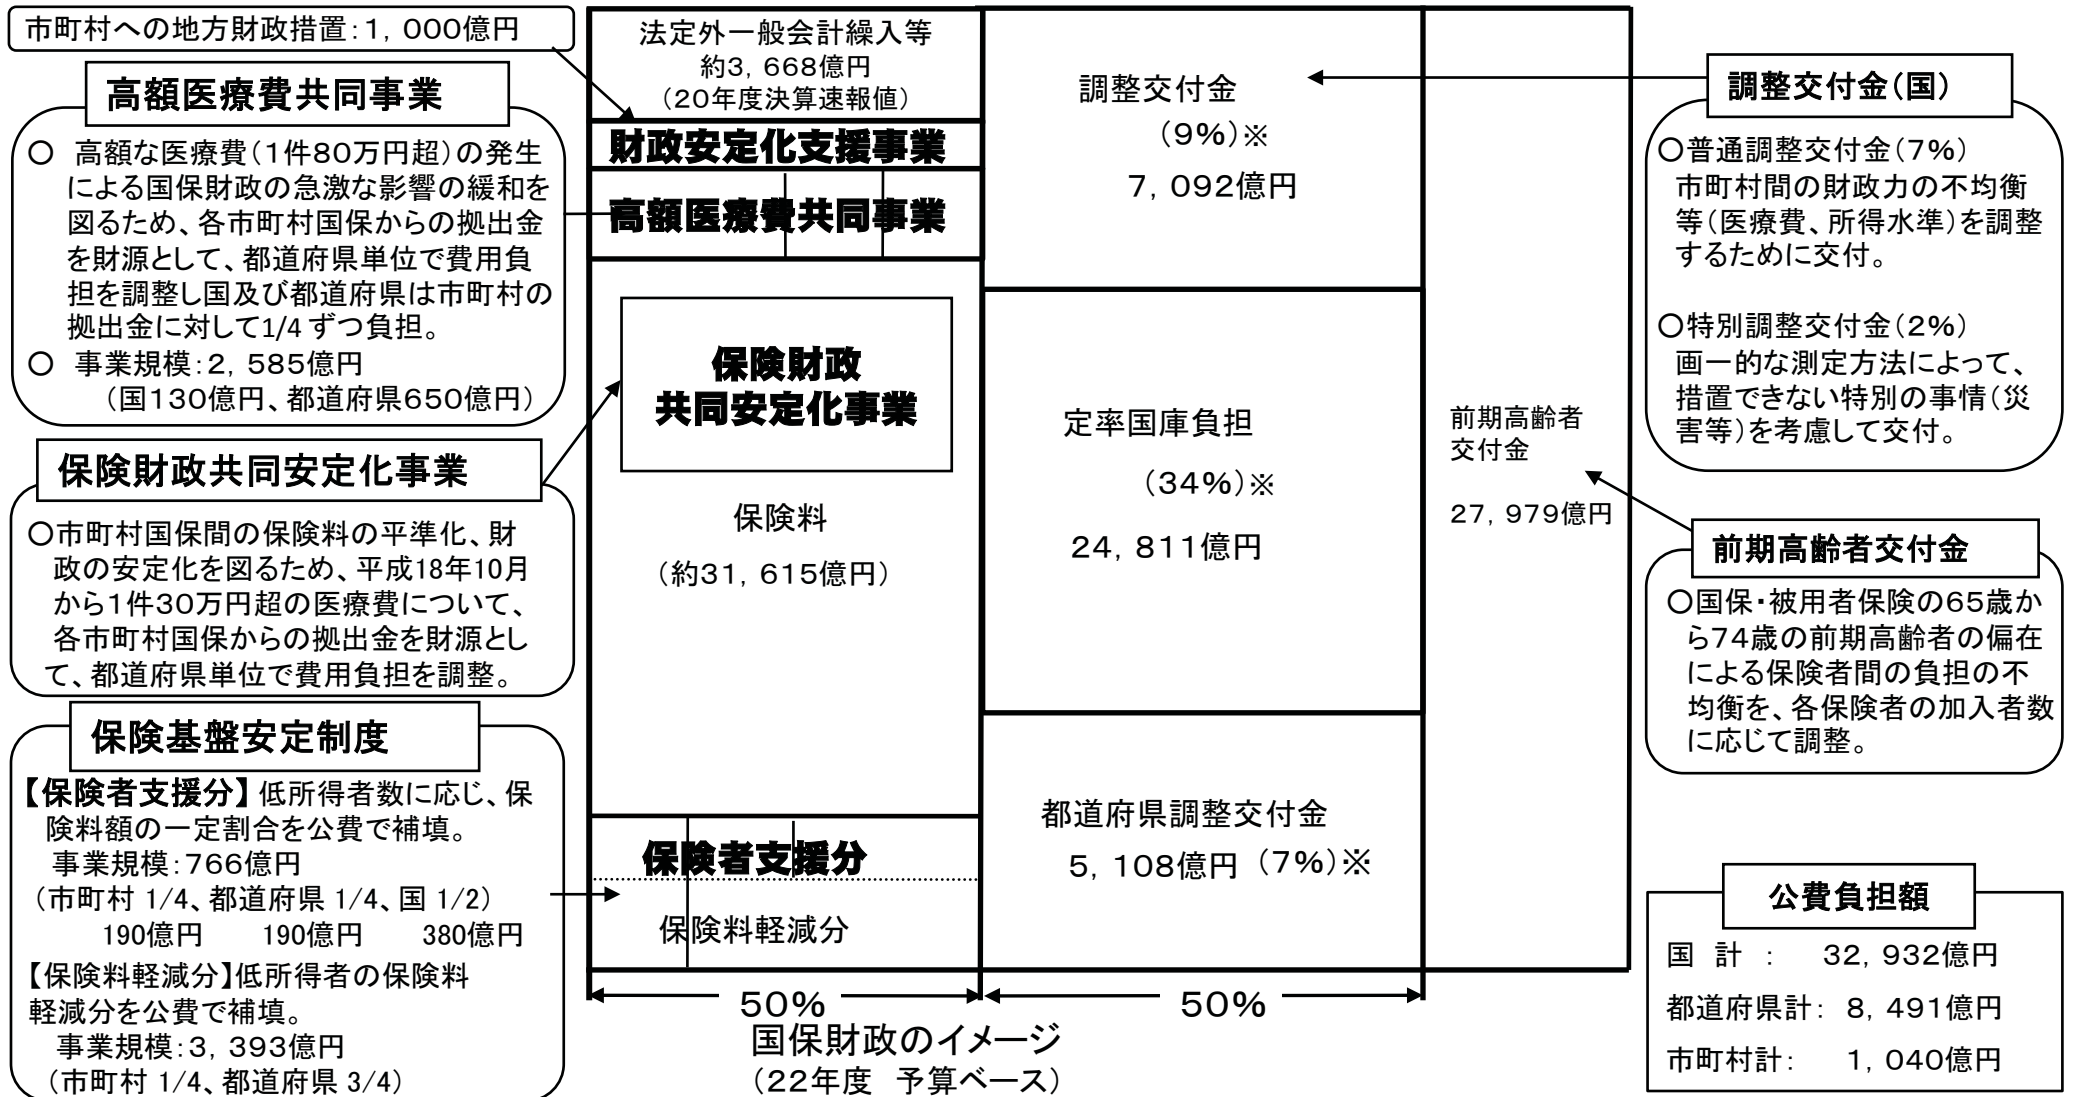 市町村への地方財政措置:1,000億円
高額医療費共同事業
○ 高額な医療費(1件80万円超)の発生
による国保財政の急激な影響の緩和を
図るため、各市町村国保からの拠出金
を財源として、都道府県単位で費用負
担を調整し国及び都道府県は市町村の
拠出金に対して1/4 ずつ負担。
○ 事業規模:2,585億円
(国130億円、都道府県650億円)
保険財政共同安定化事業
○市町村国保間の保険料の平準化、財
政の安定化を図るため、平成18年10月
から1件30万円超の医療費について、
各市町村国保からの拠出金を財源とし
て、都道府県単位で費用負担を調整。
保険基盤安定制度
【保険者支援分】低所得者数に応じ、保
険料額の一定割合を公費で補填。
事業規模:766億円
(市町村 1/4、都道府県 1/4、国 1/2)
190億円 190億円 380億円
【保険料軽減分】低所得者の保険料
軽減分を公費で補填。
事業規模:3,393億円
(市町村 1/4、都道府県 3/4)
法定外一般会計繰入等
約3,668億円
(20年度決算速報値)
財政安定化支援事業
高額医療費共同事業
保険財政
共同安定化事業
保険料
(約31,615億円)
保険者支援分
保険料軽減分
調整交付金
(9%)※
7,092億円
定率国庫負担
(34%)※
24,811億円
都道府県調整交付金
5,108億円 (7%)※
前期高齢者
交付金
27,979億円
50%
50%
国保財政のイメージ
(22年度 予算ベース)
調整交付金(国)
○普通調整交付金(7%)
市町村間の財政力の不均衡
等(医療費、所得水準)を調整
するために交付。
○特別調整交付金(2%)
画一的な測定方法によって、
措置できない特別の事情(災
害等)を考慮して交付。
前期高齢者交付金
○国保・被用者保険の65歳か
ら74歳の前期高齢者の偏在
による保険者間の負担の不
均衡を、各保険者の加入者数
に応じて調整。
公費負担額
国 計 : 32,932億円
都道府県計: 8,491億円
市町村計: 1,040億円